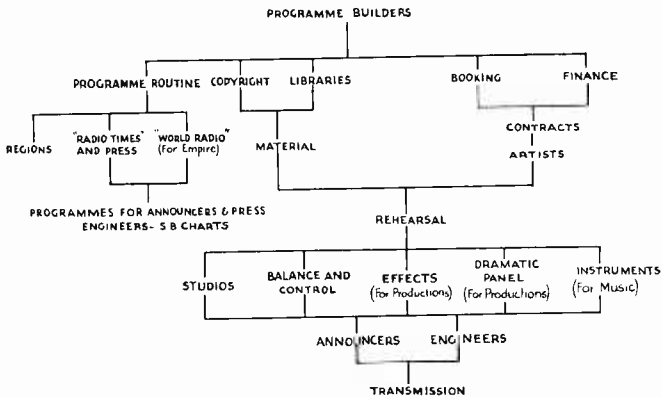 PROGRAMME BUILDERS
PROGRAMME ROUTINE
COPYRIGHT
LIBRARIES
BOOKING
FINANCE
REGIONS
"RADIO TIMES"
AND PRESS
"WORLD RADIO"
(For Empire)
MATERIAL
CONTRACTS
ARTISTS
PROGRAMMES FOR ANNOUNCERS & PRESS
ENGINEERS- S B CHARTS
REHEARSAL
STUDIOS
BALANCE AND
CONTROL
EFFECTS
(For Productions)
DRAMATIC
PANEL
(For Productions)
INSTRUMENTS
(For Music)
ANNOUNCERS
ENGINEERS
TRANSMISSION